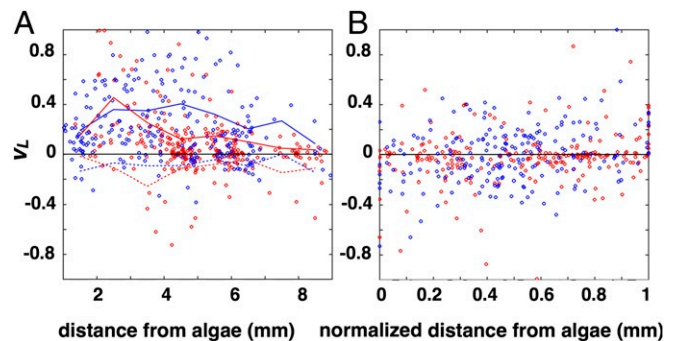 A
B
0.8
0.4
0
-0.4
-0.8
vL
2 4 6 8
distance from algae (mm)
0.8
0.4
0
-0.4
-0.8
0 0.2 0.4 0.6 0.8 1
normalized distance from algae (mm)